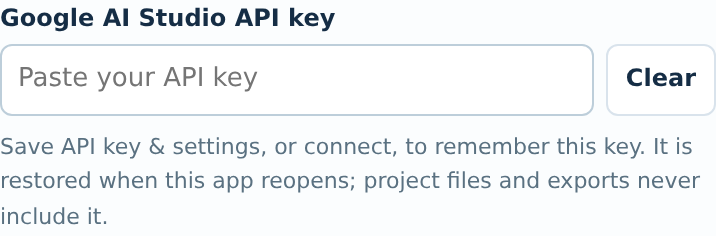 Google AI Studio API key
Paste your API key
Clear
Save API key & settings, or connect, to remember this key. It is
restored when this app reopens; project files and exports never
include it.